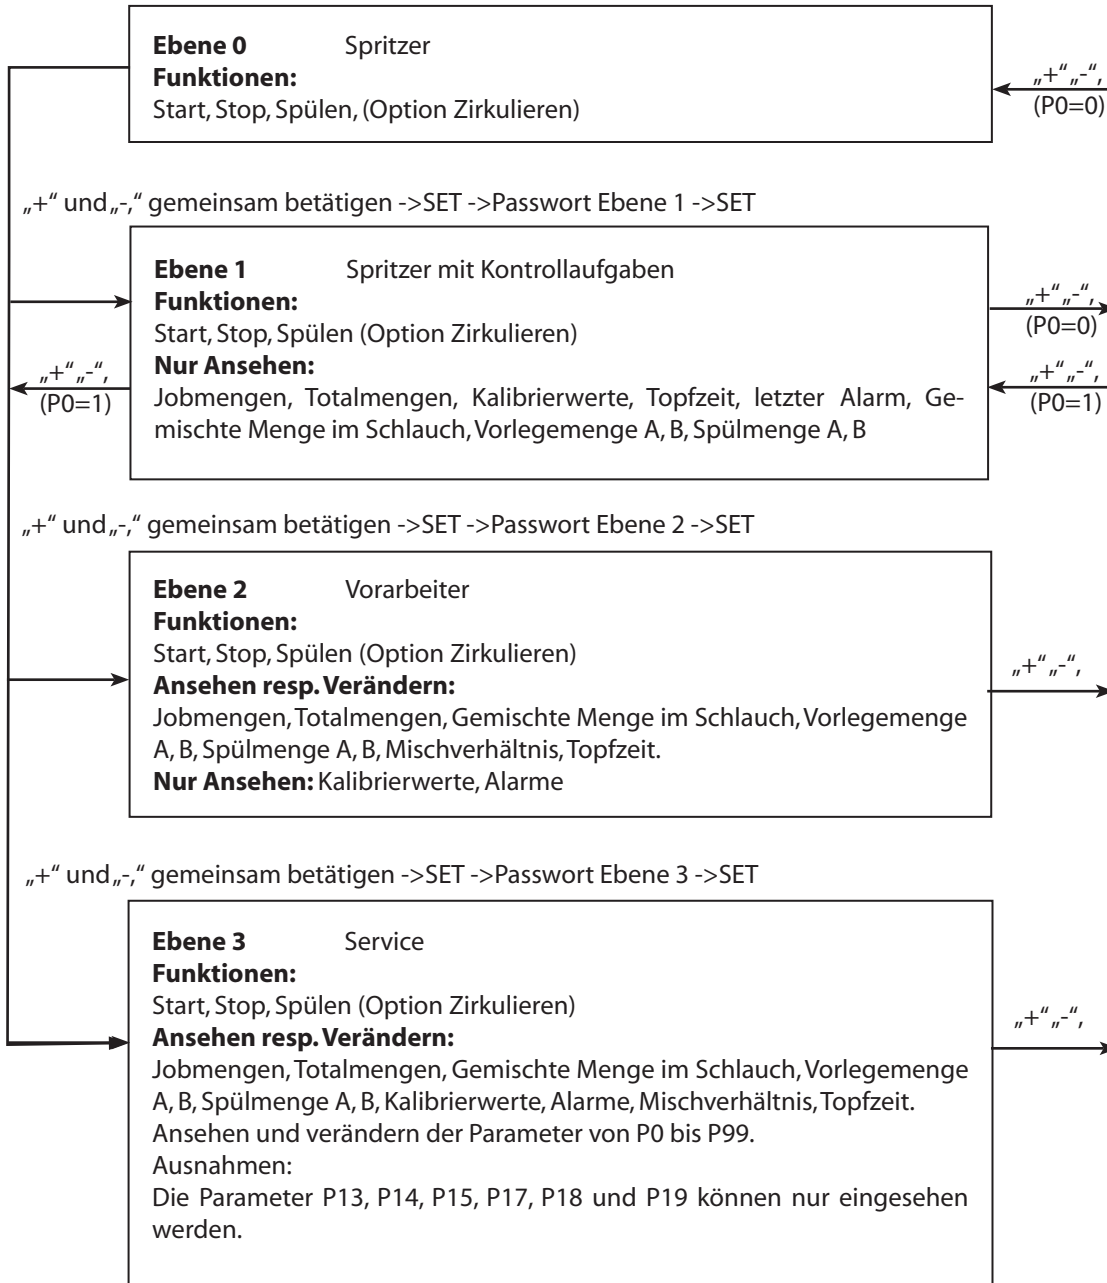 Ebene 0 Spritzer
Funktionen:
Start, Stop, Spülen, (Option Zirkulieren)
„+“ „-“,
(P0=0)
„+“ und „-,“ gemeinsam betätigen ->SET ->Passwort Ebene 1 ->SET
Ebene 1 Spritzer mit Kontrollaufgaben
Funktionen:
Start, Stop, Spülen (Option Zirkulieren)
Nur Ansehen:
Jobmengen, Totalmengen, Kalibrierwerte, Topfzeit, letzter Alarm, Ge-
mischte Menge im Schlauch, Vorlegemenge A, B, Spülmenge A, B
„+“ „-“,
(P0=0)
„+“ „-“,
(P0=1)
„+“ „-“,
(P0=1)
„+“ und „-,“ gemeinsam betätigen ->SET ->Passwort Ebene 2 ->SET
Ebene 2 Vorarbeiter
Funktionen:
Start, Stop, Spülen (Option Zirkulieren)
Ansehen resp. Verändern:
Jobmengen, Totalmengen, Gemischte Menge im Schlauch, Vorlegemenge
A, B, Spülmenge A, B, Mischverhältnis, Topfzeit.
Nur Ansehen: Kalibrierwerte, Alarme
„+“ „-“,
„+“ und „-,“ gemeinsam betätigen ->SET ->Passwort Ebene 3 ->SET
Ebene 3 Service
Funktionen:
Start, Stop, Spülen (Option Zirkulieren)
Ansehen resp. Verändern:
Jobmengen, Totalmengen, Gemischte Menge im Schlauch, Vorlegemenge
A, B, Spülmenge A, B, Kalibrierwerte, Alarme, Mischverhältnis, Topfzeit.
Ansehen und verändern der Parameter von P0 bis P99.
Ausnahmen:
Die Parameter P13, P14, P15, P17, P18 und P19 können nur eingesehen
werden.
„+“ „-“,